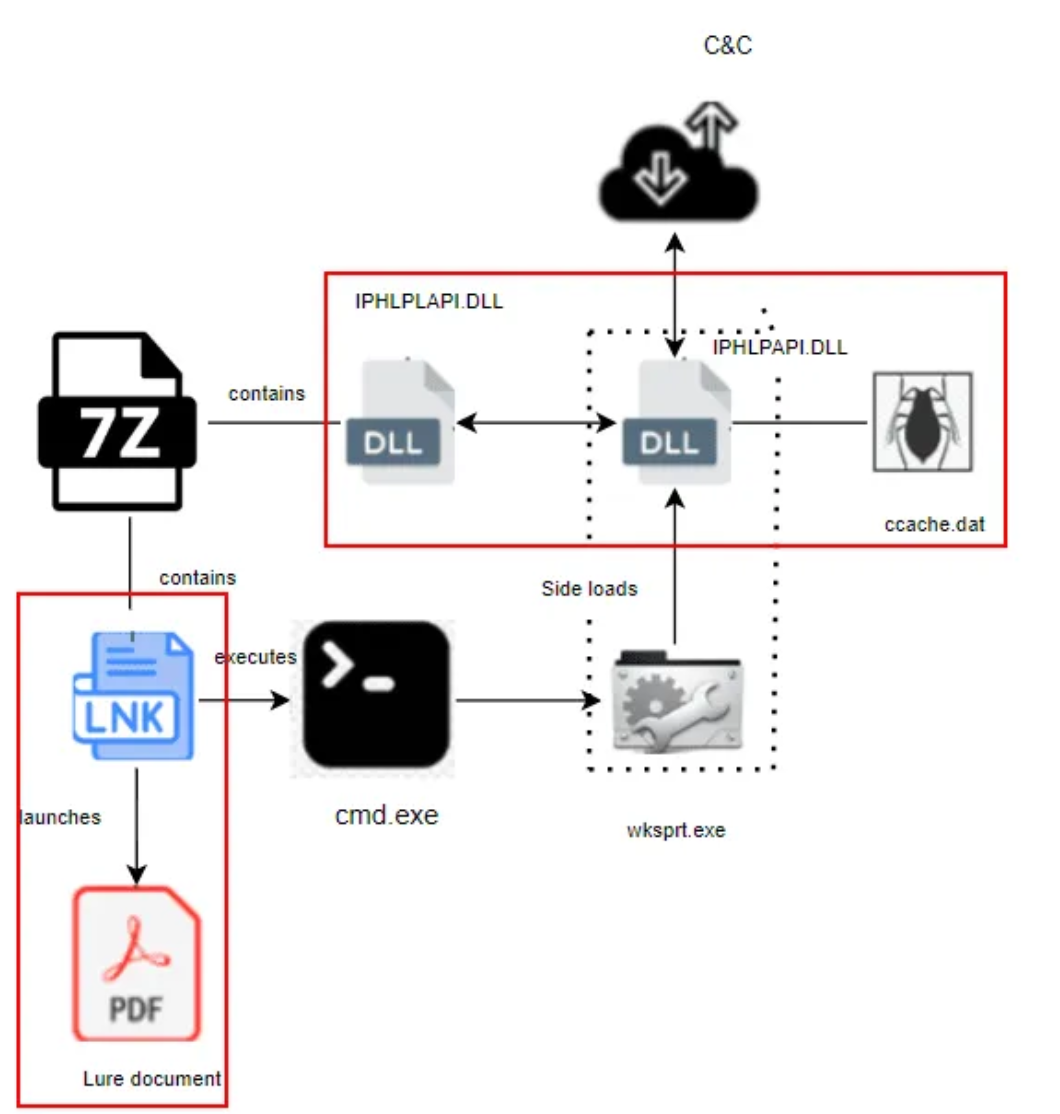 C&C
IPHLPLAPI.DLL
IPHLPAPI.DLL
contains
7Z
DLL
DLL
ccache.dat
contains
Side loads
executes
LNK
launches
cmd.exe
wksprt.exe
PDF
Lure document